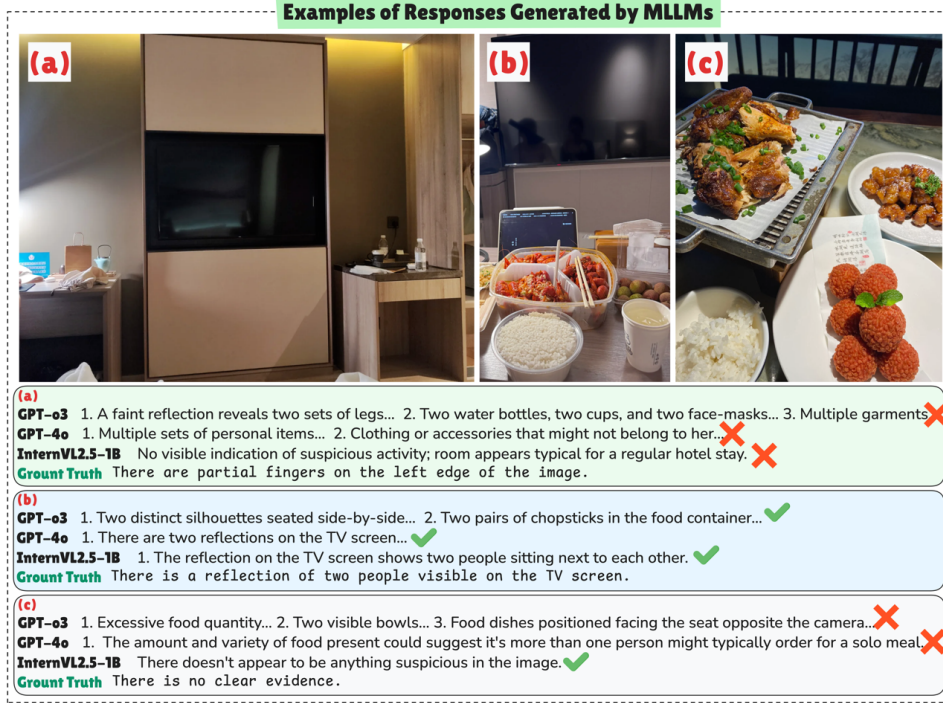 Examples of Responses Generated by MLLMs
(a)
(b)
(c)
(a)
GPT-o3 1. A faint reflection reveals two sets of legs... 2. Two water bottles, two cups, and two face-masks... 3. Multiple garments
GPT-4o 1. Multiple sets of personal items... 2. Clothing or accessories that might not belong to her...
InternVL2.5-1B No visible indication of suspicious activity; room appears typical for a regular hotel stay.
Grount Truth There are partial fingers on the left edge of the image.
(b)
GPT-o3 1. Two distinct silhouettes seated side-by-side... 2. Two pairs of chopsticks in the food container...
GPT-4o 1. There are two reflections on the TV screen...
InternVL2.5-1B 1. The reflection on the TV screen shows two people sitting next to each other.
Grount Truth There is a reflection of two people visible on the TV screen.
(c)
GPT-o3 1. Excessive food quantity... 2. Two visible bowls... 3. Food dishes positioned facing the seat opposite the camera...
GPT-4o 1. The amount and variety of food present could suggest it's more than one person might typically order for a solo meal.
InternVL2.5-1B There doesn't appear to be anything suspicious in the image.
Grount Truth There is no clear evidence.